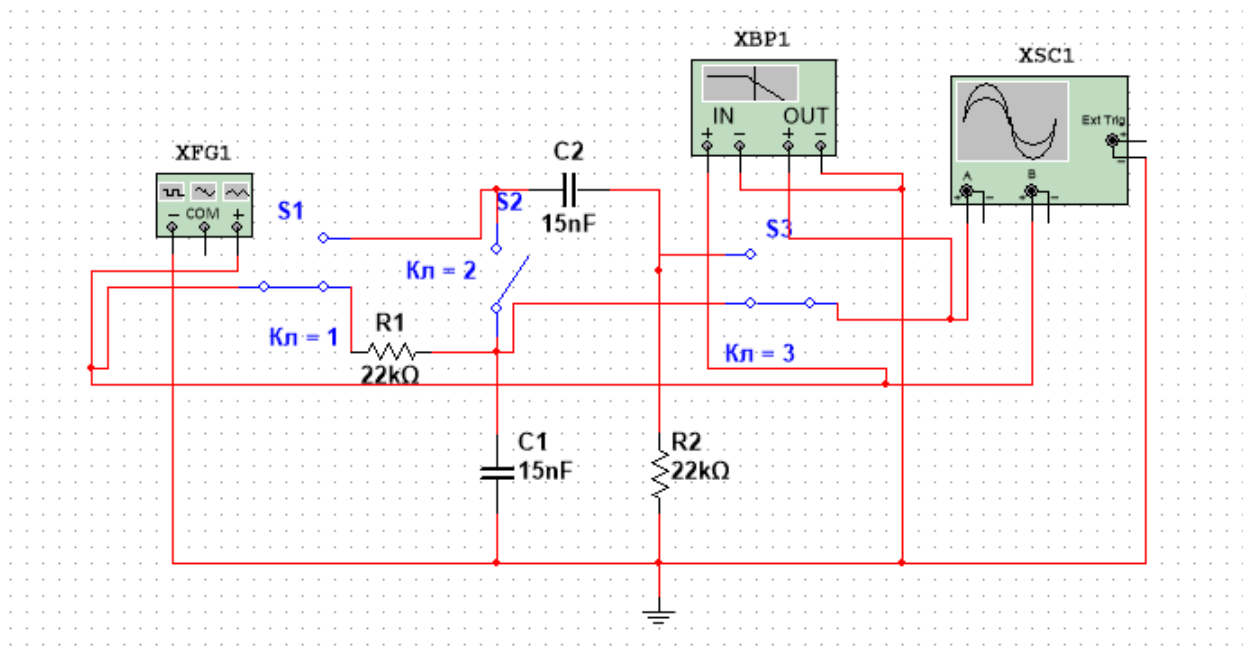 XBP1
XSC1
IN OUT
+ − + −
Ext Trig
+
−
A
B
+ − + −
XFG1
− COM +
S1
C2
S2
15nF
S3
Кл = 2
R1
Кл = 1
22kΩ
Кл = 3
C1
15nF
R2
22kΩ